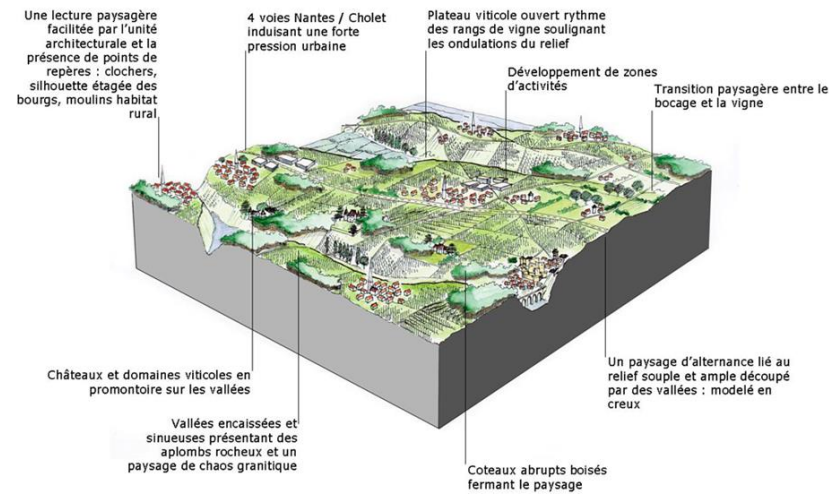 Une lecture paysagère
facilitée par l'unité
architecturale et la
présence de points de
repères : clochers,
silhouette étagée des
bourgs, moulins habitat
rural
4 voies Nantes / Cholet
induisant une forte
pression urbaine
Plateau viticole ouvert rythme
des rangs de vigne soulignant
les ondulations du relief
Développement de zones
d'activités
Transition paysagère entre le
bocage et la vigne
Châteaux et domaines viticoles en
promontoire sur les vallées
Vallées encaissées et
sinueuses présentant des
aplombs rocheux et un
paysage de chaos granitique
Coteaux abrupts boisés
fermant le paysage
Un paysage d'alternance lié au
relief souple et ample découpé
par des vallées : modelé en
creux